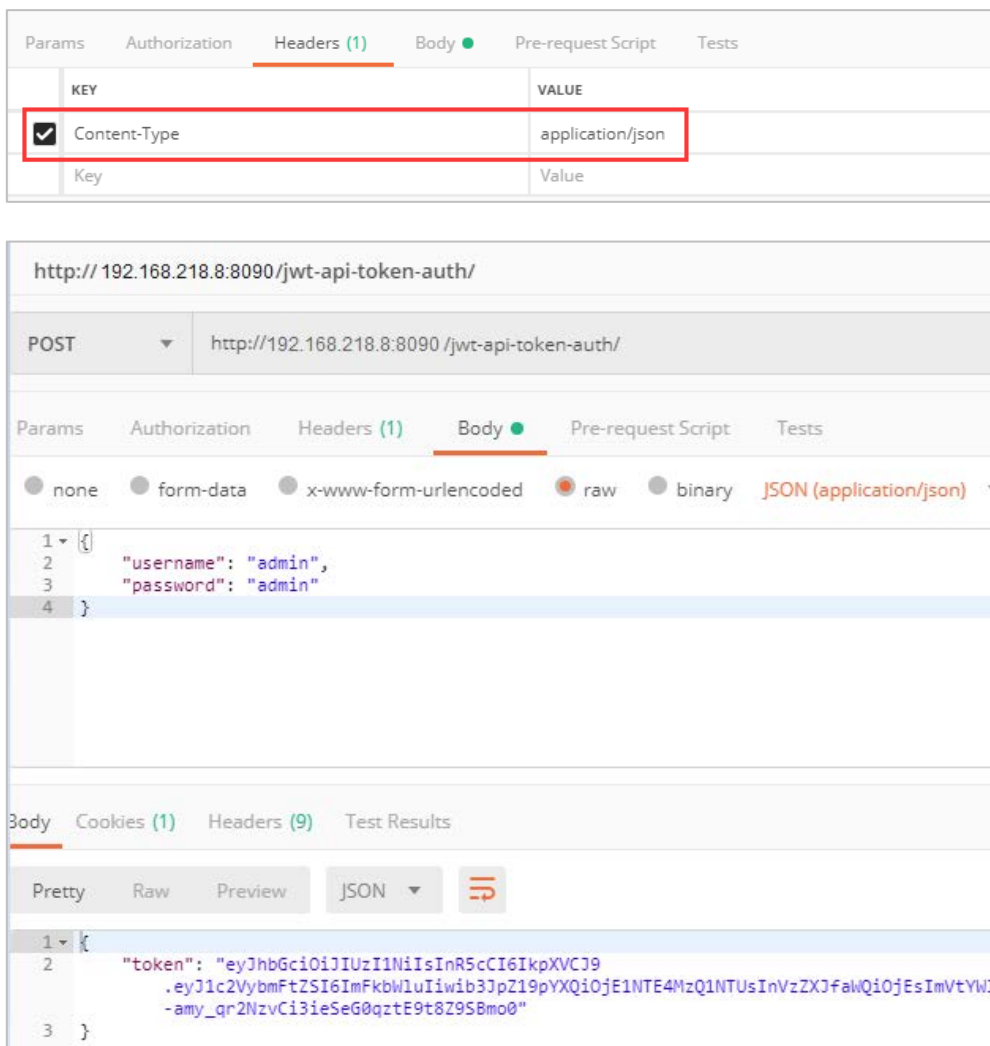 Params Authorization Headers (1) Body Pre-request Script Tests
KEY VALUE
Content-Type application/json
Key Value
http://192.168.218.8:8090/jwt-api-token-auth/
POST http://192.168.218.8:8090 /jwt-api-token-auth/
Params Authorization Headers (1) Body Pre-request Script Tests
none form-data x-www-form-urlencoded raw binary JSON (application/json)
1 {
2 "username": "admin",
3 "password": "admin"
4 }
Body Cookies (1) Headers (9) Test Results
Pretty Raw Preview JSON
1 {
2 "token": "eyJhbGciOiJIUzI1NiIsInR5cCI6IkpXVCJ9
.eyJ1c2VybmFtZSI6ImFkbWluIiwib3JpZ19pYXQiOjE1NTE4MzQ1NTUsInVzZXJfaWQiOjEsImVtYWI
-amy_qr2NzvCi3ieSeG0qztE9t8Z9SBmo0"
3 }